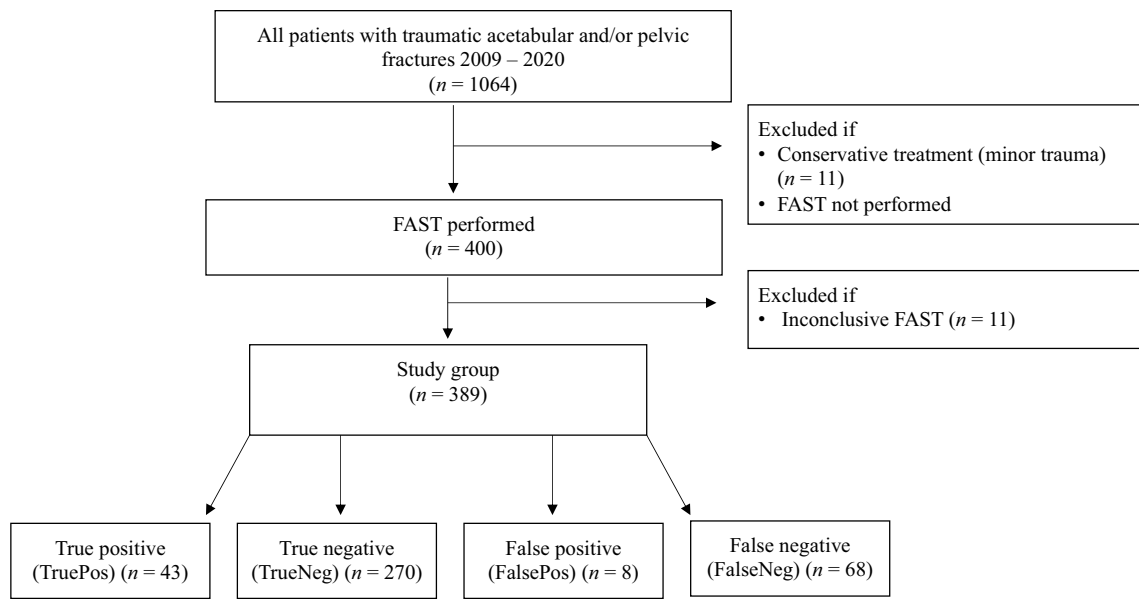 All patients with traumatic acetabular and/or pelvic
fractures 2009 – 2020
(n = 1064)
Excluded if
• Conservative treatment (minor trauma)
(n = 11)
• FAST not performed
FAST performed
(n = 400)
Excluded if
• Inconclusive FAST (n = 11)
Study group
(n = 389)
True positive
(TruePos) (n = 43)
True negative
(TrueNeg) (n = 270)
False positive
(FalsePos) (n = 8)
False negative
(FalseNeg) (n = 68)